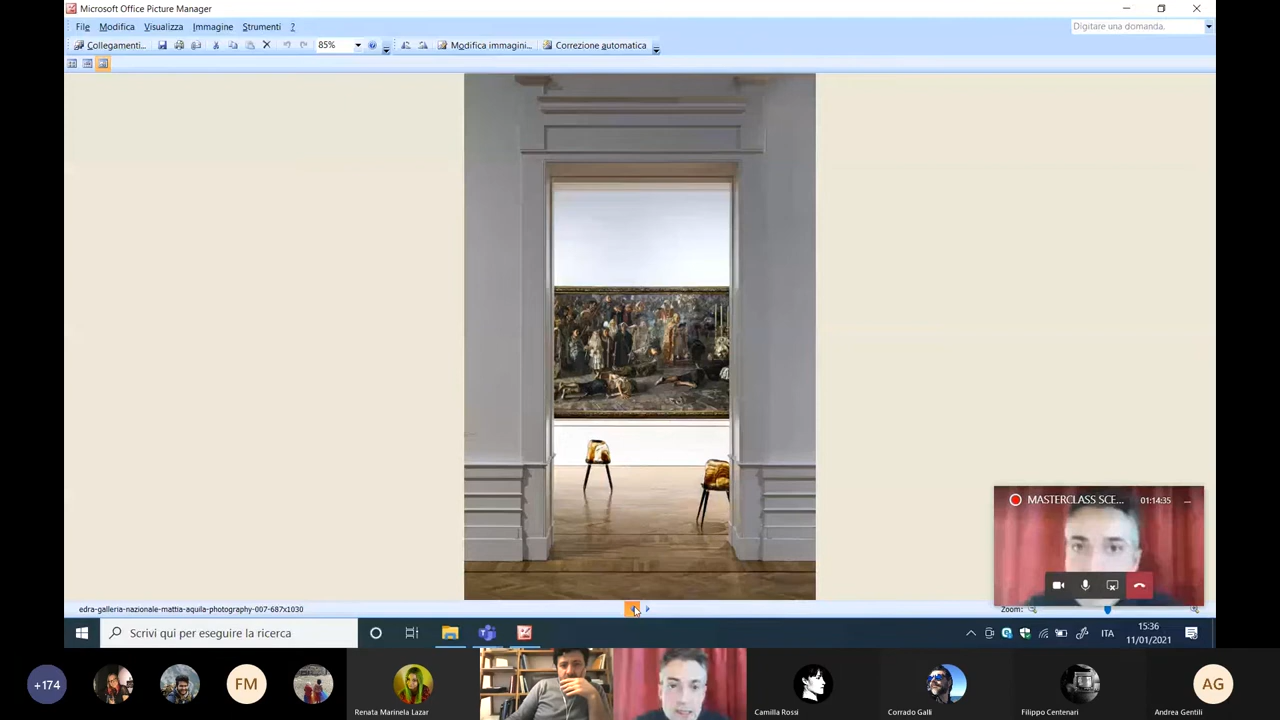 Microsoft Office Picture Manager
File Modifica Visualizza Immagine Strumenti ?
Digitare una domanda.
Collegamenti...
85%
Modifica immagini...
Correzione automatica
MASTERCLASS SCE...
01:14:35
edra-galleria-nazionale-mattia-aquila-photography-007-687x1030
Zoom:
Scrivi qui per eseguire la ricerca
ITA
15:36
11/01/2021
+174
FM
AG
Renata Marinela Lazar
Camilla Rossi
Corrado Galli
Filippo Centenari
Andrea Gentili